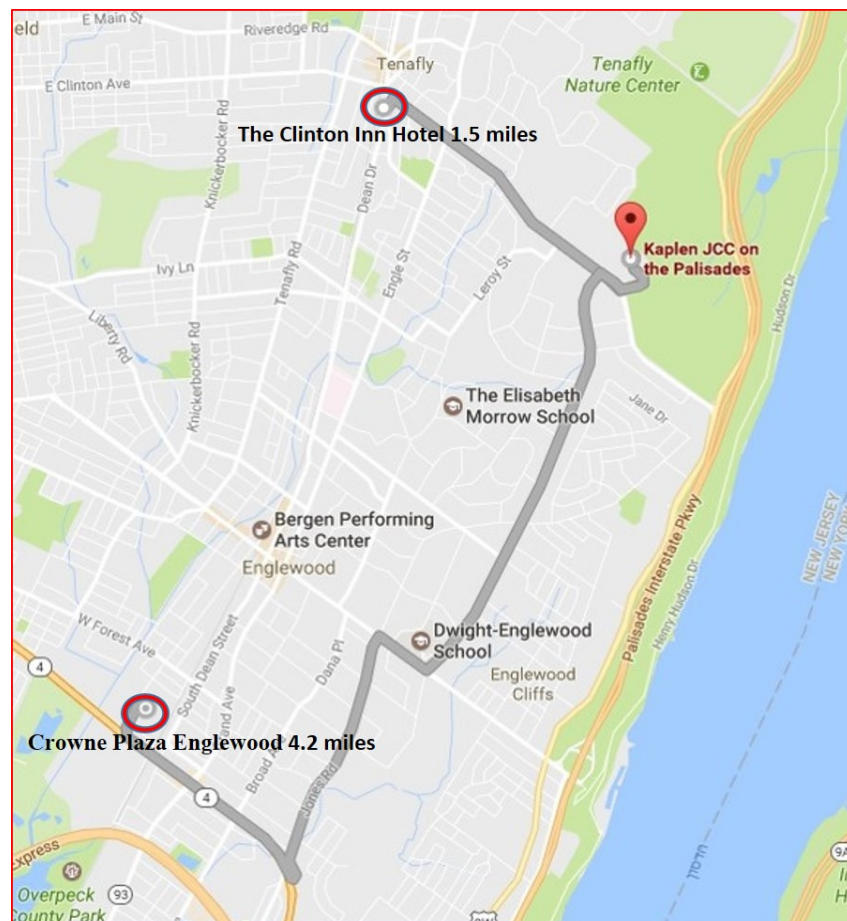 E Main St
eld
Riveredge Rd
Tenafly
Tenafly
Nature Center
E Clinton Ave
The Clinton Inn Hotel 1.5 miles
Knickerbocker Rd
Dean Dr
Kaplen JCC on
the Palisades
Tenafly Rd
Engle St
Leroy St
Ivy Ln
Hudson Dr
Liberty Rd
Knickerbocker Rd
The Elisabeth
Morrow School
Jane Dr
Bergen Performing
Arts Center
Englewood
Palisades Interstate Pkwy
NEW JERSEY
NEW YORK
Henry Hudson Dr
W Forest Ave
South Dean Street
Dana Pl
Dwight-Englewood
School
Englewood
Cliffs
4
Crowne Plaza Englewood 4.2 miles
Broad Ave
4
Jones Rd
Express
הדסון
9A
Overpeck
County Park
93